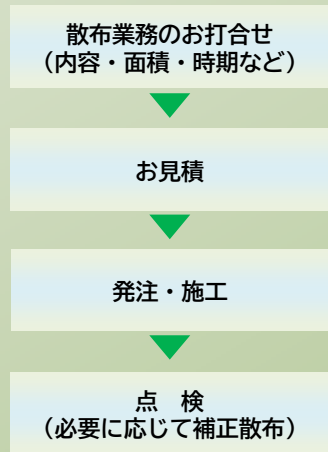 散布業務のお打合せ
（内容・面積・時期など）
お見積
発注・施工
点　検
（必要に応じて補正散布）